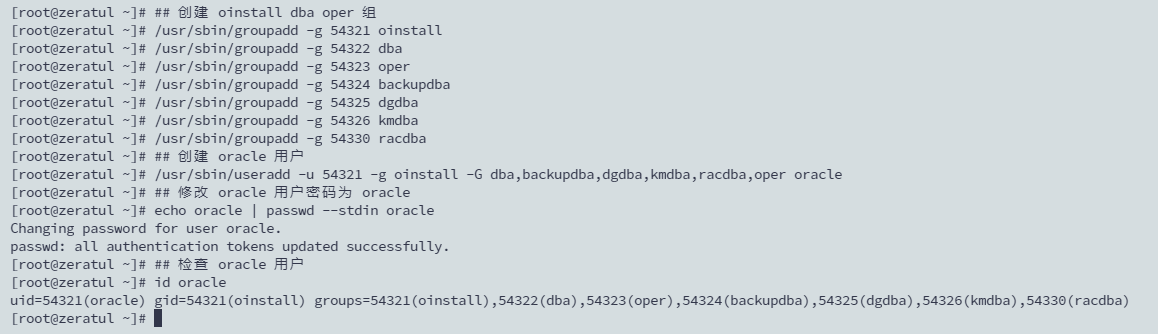 [root@zeratul ~]# ## 创建 oinstall dba oper 组
[root@zeratul ~]# /usr/sbin/groupadd -g 54321 oinstall
[root@zeratul ~]# /usr/sbin/groupadd -g 54322 dba
[root@zeratul ~]# /usr/sbin/groupadd -g 54323 oper
[root@zeratul ~]# /usr/sbin/groupadd -g 54324 backupdba
[root@zeratul ~]# /usr/sbin/groupadd -g 54325 dgdba
[root@zeratul ~]# /usr/sbin/groupadd -g 54326 kmdba
[root@zeratul ~]# /usr/sbin/groupadd -g 54330 racdba
[root@zeratul ~]# ## 创建 oracle 用户
[root@zeratul ~]# /usr/sbin/useradd -u 54321 -g oinstall -G dba,backupdba,dgdba,kmdba,racdba,oper oracle
[root@zeratul ~]# ## 修改 oracle 用户密码为 oracle
[root@zeratul ~]# echo oracle | passwd --stdin oracle
Changing password for user oracle.
passwd: all authentication tokens updated successfully.
[root@zeratul ~]# ## 检查 oracle 用户
[root@zeratul ~]# id oracle
uid=54321(oracle) gid=54321(oinstall) groups=54321(oinstall),54322(dba),54323(oper),54324(backupdba),54325(dgdba),54326(kmdba),54330(racdba)
[root@zeratul ~]#